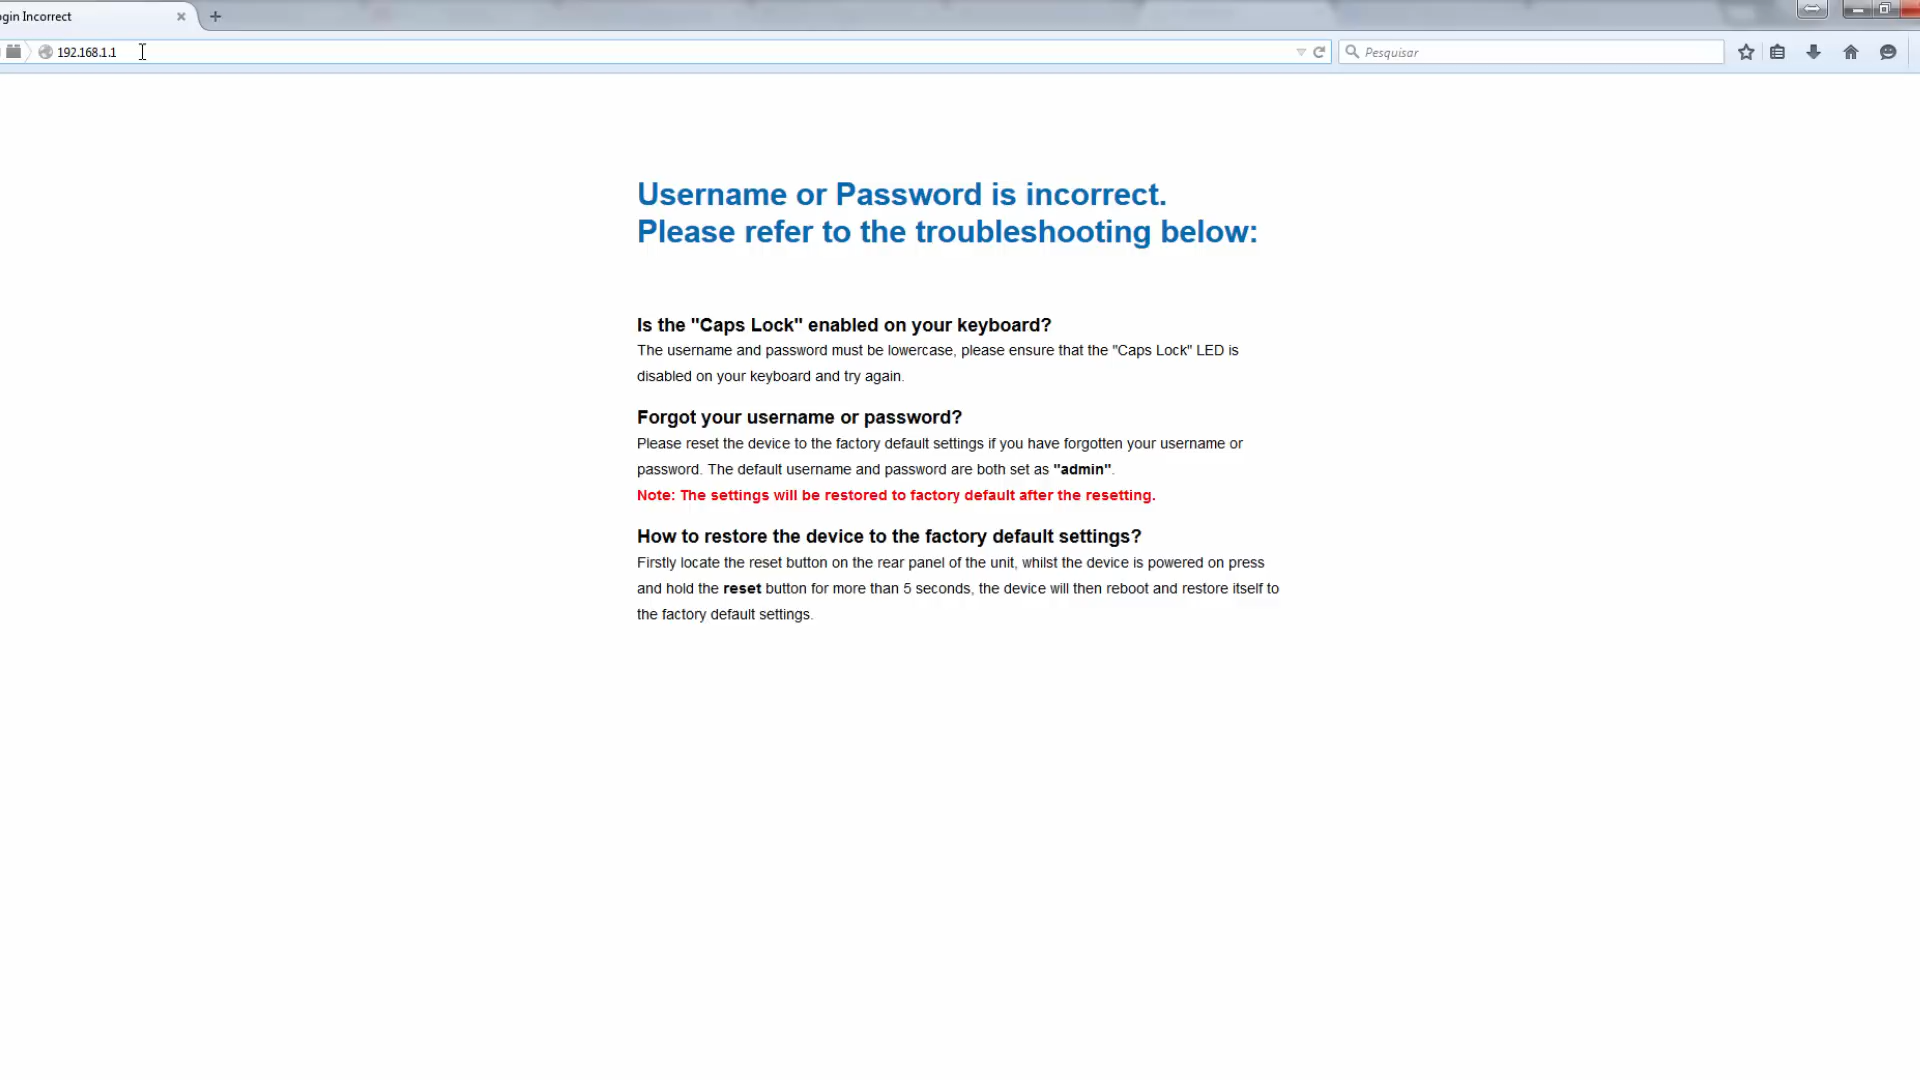 gin Incorrect
192.168.1.1
Pesquisar
Username or Password is incorrect.
Please refer to the troubleshooting below:
Is the "Caps Lock" enabled on your keyboard?
The username and password must be lowercase, please ensure that the "Caps Lock" LED is
disabled on your keyboard and try again.
Forgot your username or password?
Please reset the device to the factory default settings if you have forgotten your username or
password. The default username and password are both set as "admin".
Note: The settings will be restored to factory default after the resetting.
How to restore the device to the factory default settings?
Firstly locate the reset button on the rear panel of the unit, whilst the device is powered on press
and hold the reset button for more than 5 seconds, the device will then reboot and restore itself to
the factory default settings.